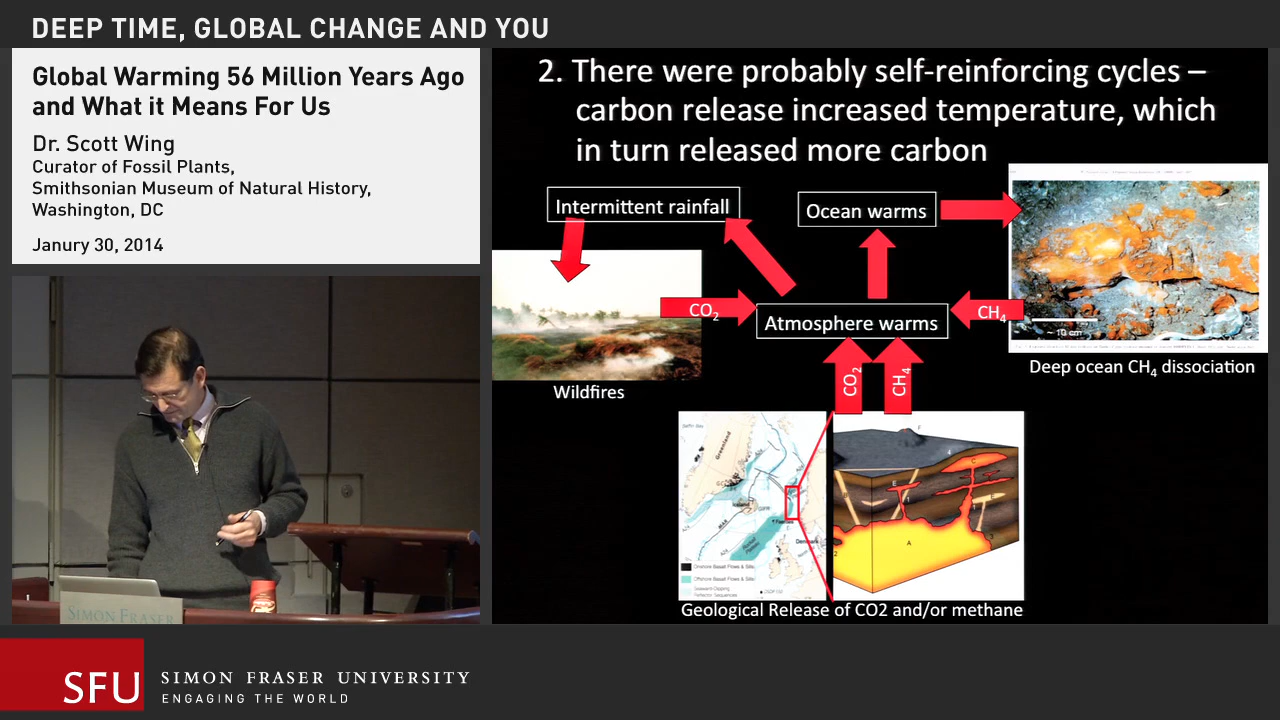 DEEP TIME, GLOBAL CHANGE AND YOU
Global Warming 56 Million Years Ago
and What it Means For Us
Dr. Scott Wing
Curator of Fossil Plants,
Smithsonian Museum of Natural History,
Washington, DC
Janury 30, 2014
2. There were probably self-reinforcing cycles –
carbon release increased temperature, which
in turn released more carbon
Intermittent rainfall
Ocean warms
CO₂
Atmosphere warms
CH₄
~ 10 cm
Wildfires
Deep ocean CH₄ dissociation
CO₂
CH₄
Greenland
F
C
E
E
A
Geological Release of CO2 and/or methane
SIMON FRASER
SFU
SIMON FRASER UNIVERSITY
ENGAGING THE WORLD